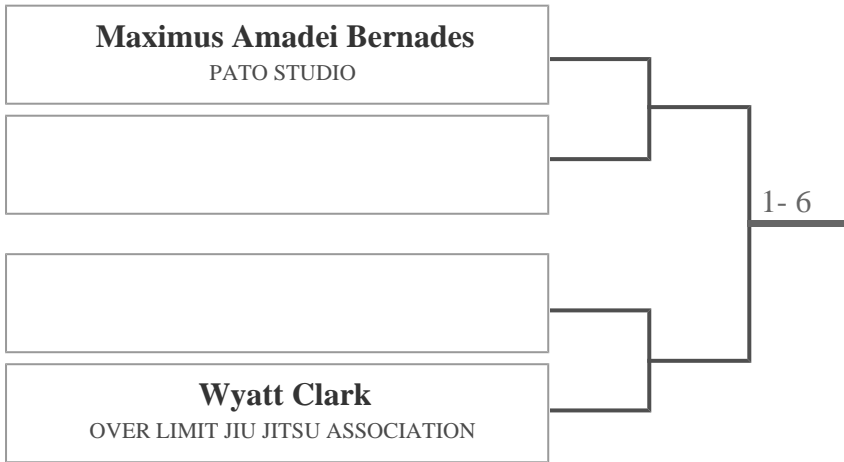 Maximus Amadei Bernades
PATO STUDIO
1- 6
Wyatt Clark
OVER LIMIT JIU JITSU ASSOCIATION